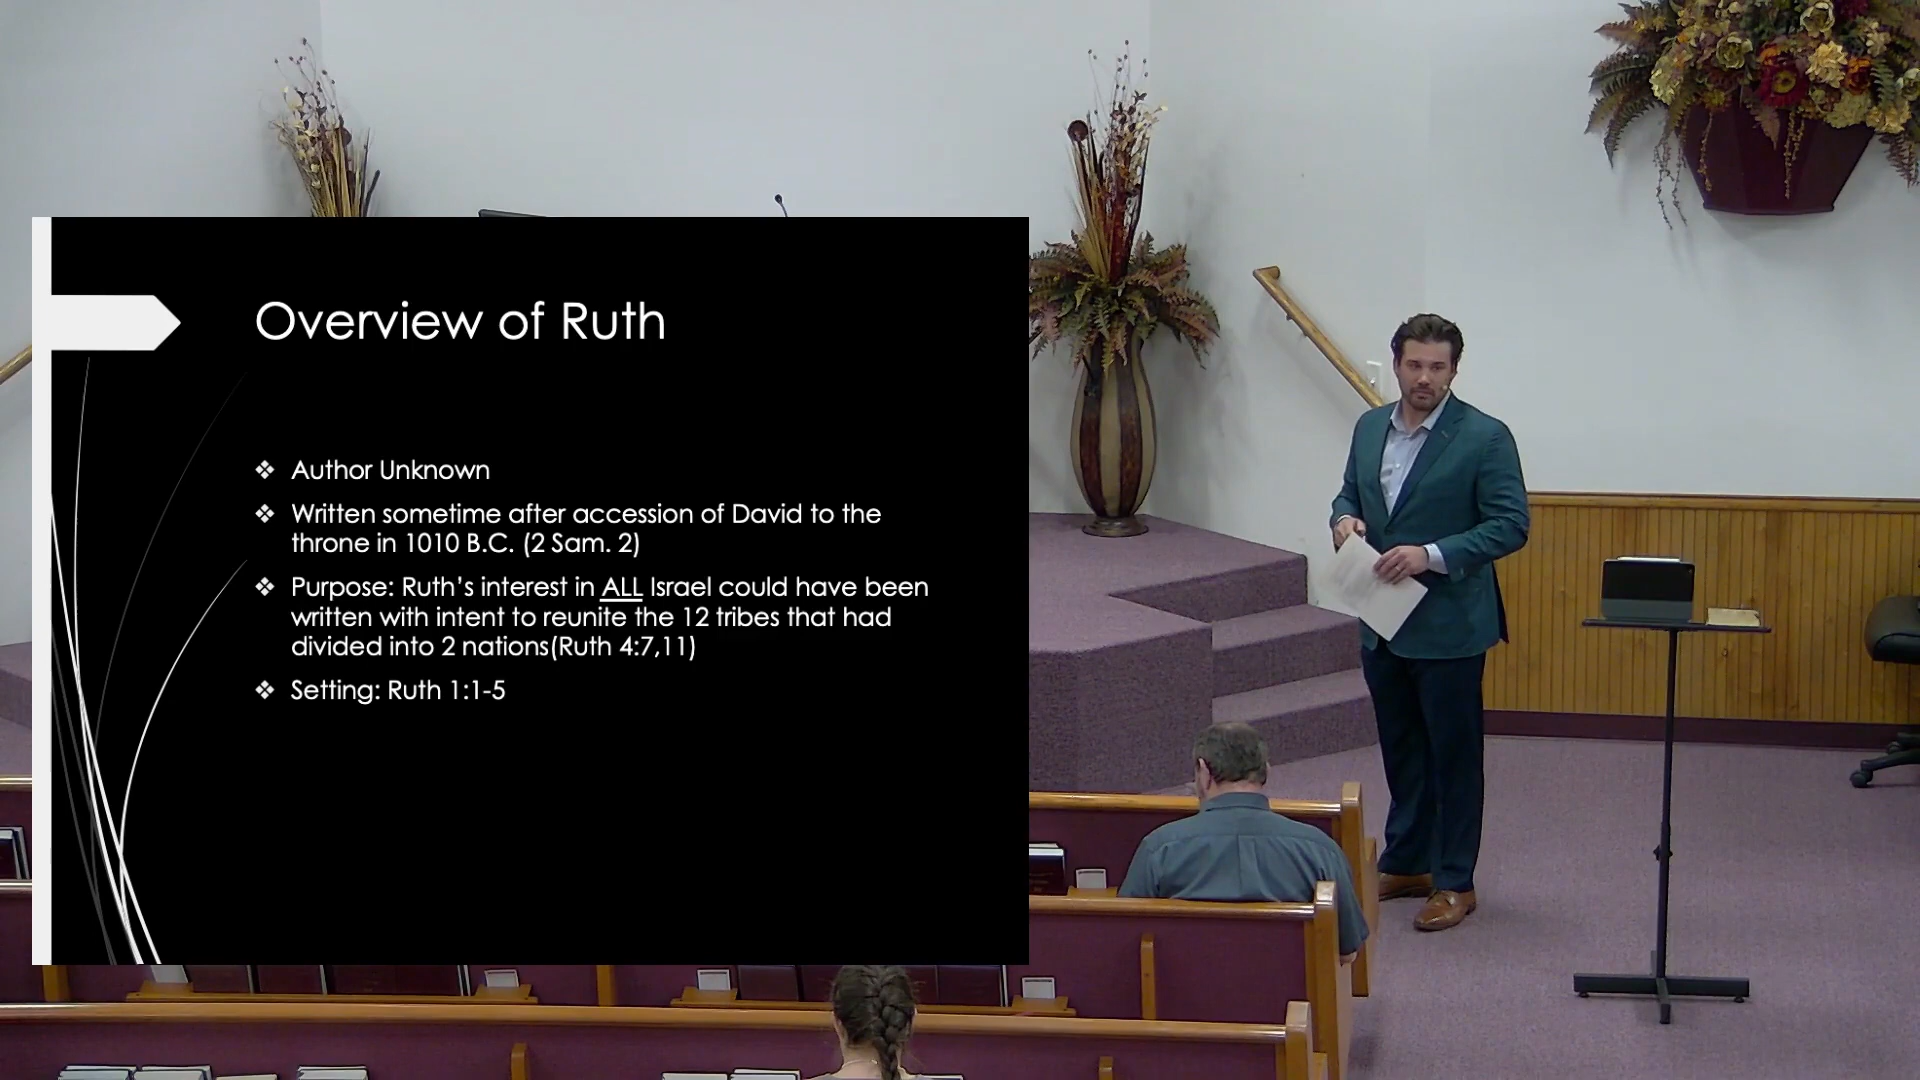 Overview of Ruth
❖ Author Unknown
❖ Written sometime after accession of David to the
throne in 1010 B.C. (2 Sam. 2)
❖ Purpose: Ruth’s interest in ALL Israel could have been
written with intent to reunite the 12 tribes that had
divided into 2 nations(Ruth 4:7,11)
❖ Setting: Ruth 1:1-5